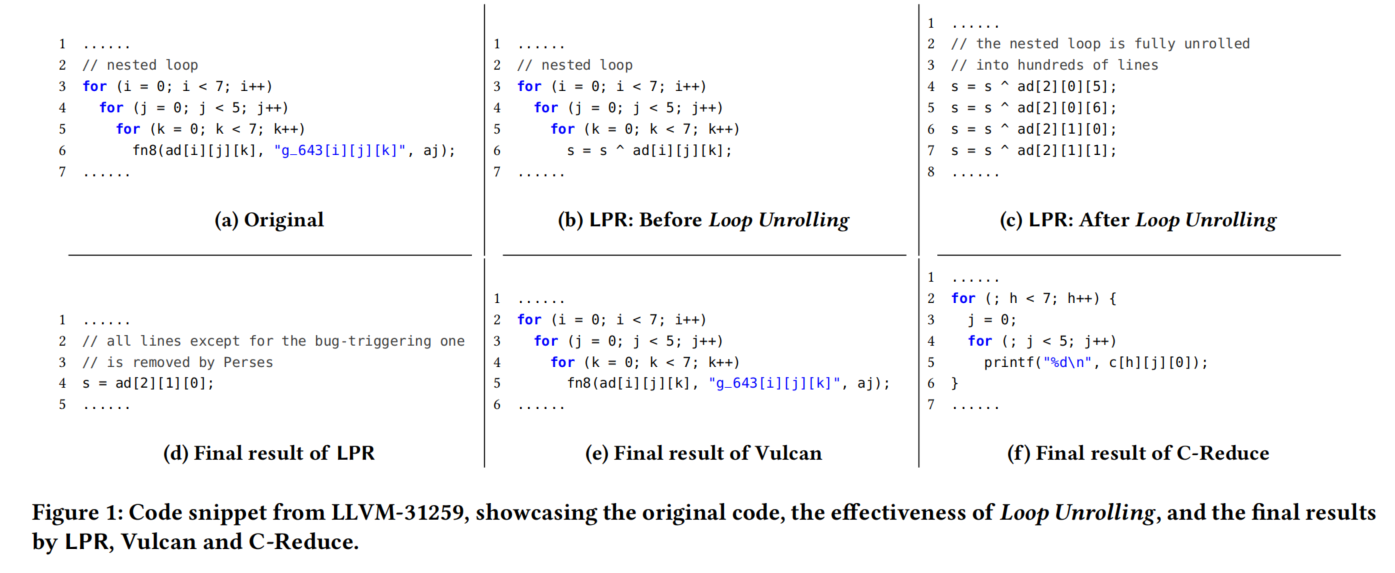 1 ......
2 // nested loop
3 for (i = 0; i < 7; i++)
4   for (j = 0; j < 5; j++)
5     for (k = 0; k < 7; k++)
6       fn8(ad[i][j][k], "g_643[i][j][k]", aj);
7 ......
(a) Original
1 ......
2 // nested loop
3 for (i = 0; i < 7; i++)
4   for (j = 0; j < 5; j++)
5     for (k = 0; k < 7; k++)
6       s = s ^ ad[i][j][k];
7 ......
(b) LPR: Before Loop Unrolling
1 ......
2 // the nested loop is fully unrolled
3 // into hundreds of lines
4 s = s ^ ad[2][0][5];
5 s = s ^ ad[2][0][6];
6 s = s ^ ad[2][1][0];
7 s = s ^ ad[2][1][1];
8 ......
(c) LPR: After Loop Unrolling
1 ......
2 // all lines except for the bug-triggering one
3 // is removed by Perses
4 s = ad[2][1][0];
5 ......
(d) Final result of LPR
1 ......
2 for (i = 0; i < 7; i++)
3   for (j = 0; j < 5; j++)
4     for (k = 0; k < 7; k++)
5       fn8(ad[i][j][k], "g_643[i][j][k]", aj);
6 ......
(e) Final result of Vulcan
1 ......
2 for (; h < 7; h++) {
3   j = 0;
4   for (; j < 5; j++)
5     printf("%d\n", c[h][j][0]);
6 }
7 ......
(f) Final result of C-Reduce
Figure 1: Code snippet from LLVM-31259, showcasing the original code, the effectiveness of Loop Unrolling, and the final results
by LPR, Vulcan and C-Reduce.